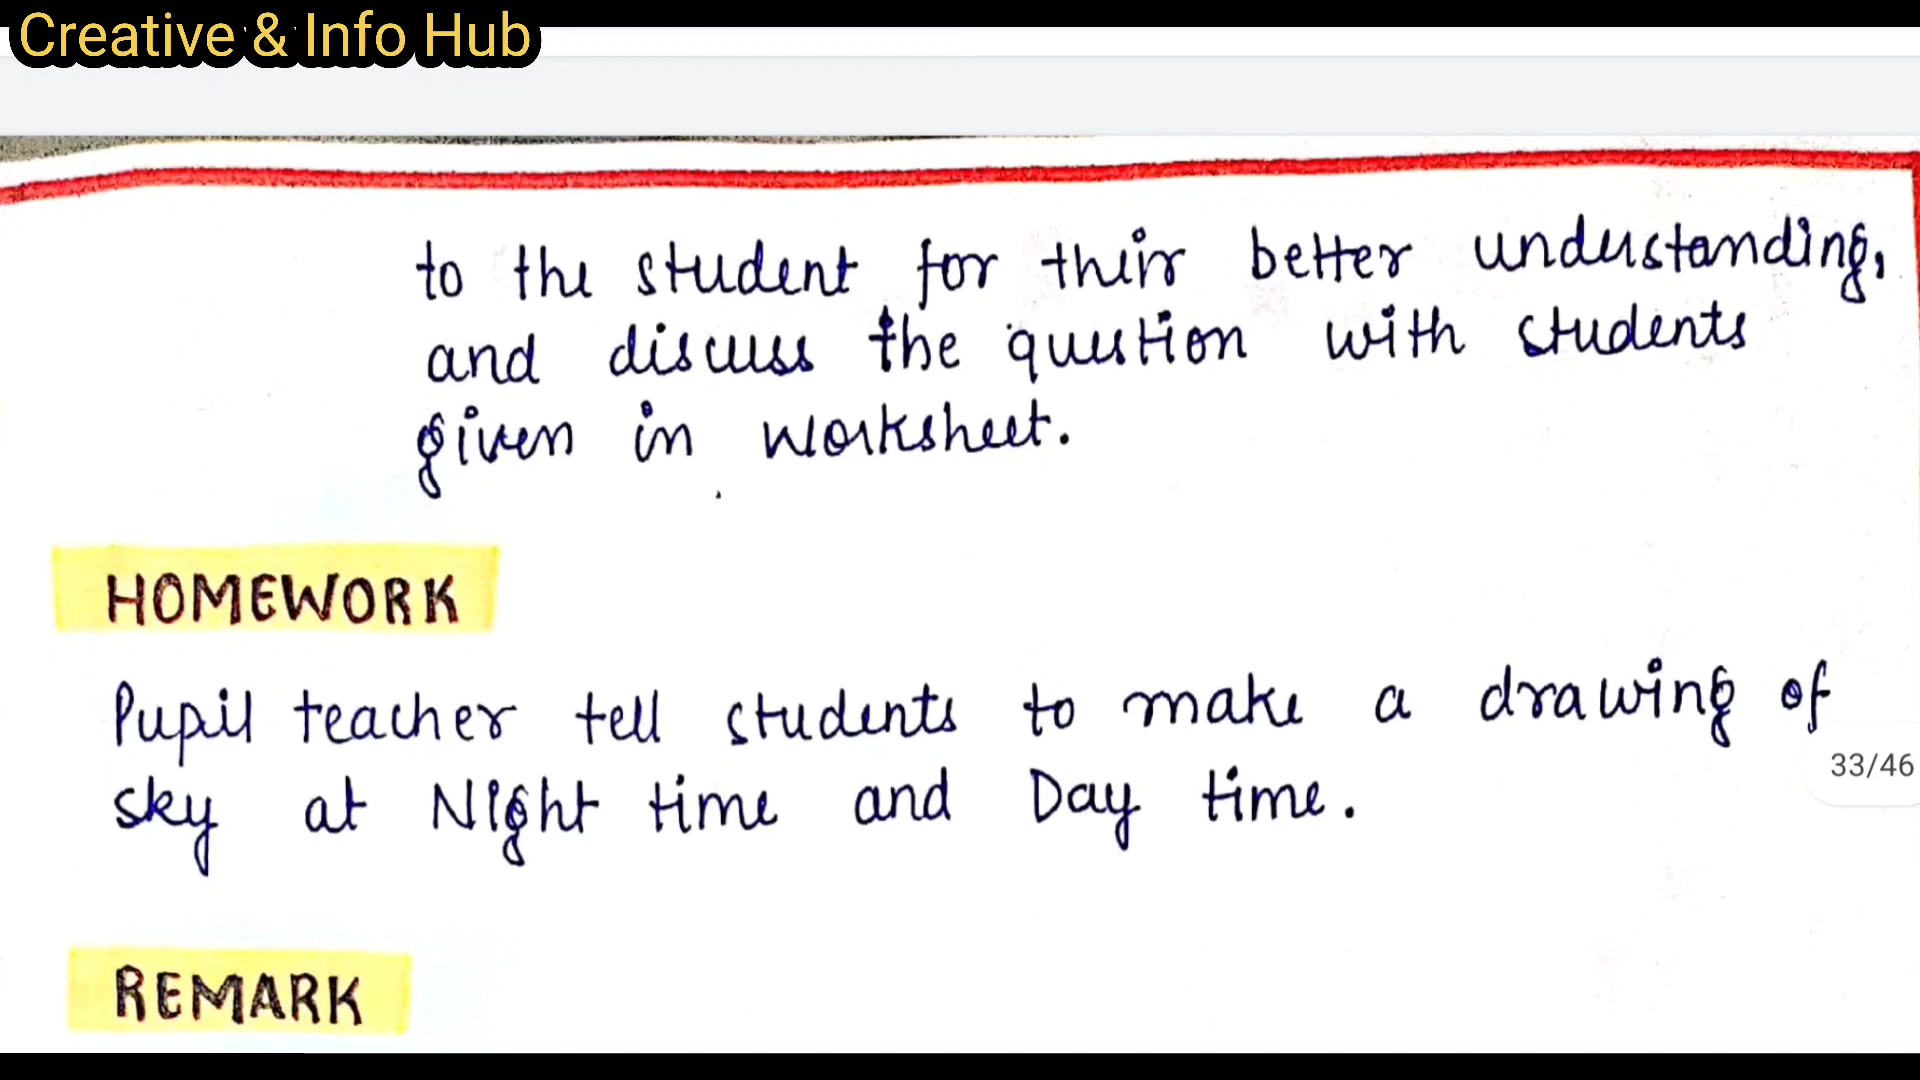 Creative & Info Hub
to the student for their better understanding,
and discuss the question with students
given in worksheet.
HOMEWORK
Pupil teacher tell students to make a drawing of
33/46
sky at Night time and Day time.
REMARK